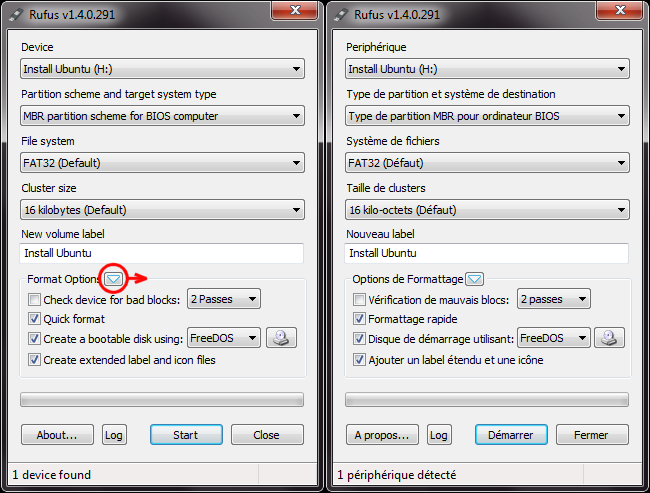 Rufus v1.4.0.291
Device
Install Ubuntu (H:)
Partition scheme and target system type
MBR partition scheme for BIOS computer
File system
FAT32 (Default)
Cluster size
16 kilobytes (Default)
New volume label
Install Ubuntu
Format Options
Check device for bad blocks: 2 Passes
Quick format
Create a bootable disk using: FreeDOS
Create extended label and icon files
About... Log Start Close
1 device found
Rufus v1.4.0.291
Periphérique
Install Ubuntu (H:)
Type de partition et système de destination
Type de partition MBR pour ordinateur BIOS
Système de fichiers
FAT32 (Défaut)
Taille de clusters
16 kilo-octets (Défaut)
Nouveau label
Install Ubuntu
Options de Formattage
Vérification de mauvais blocs: 2 passes
Formattage rapide
Disque de démarrage utilisant: FreeDOS
Ajouter un label étendu et une icône
A propos... Log Démarrer Fermer
1 périphérique détecté